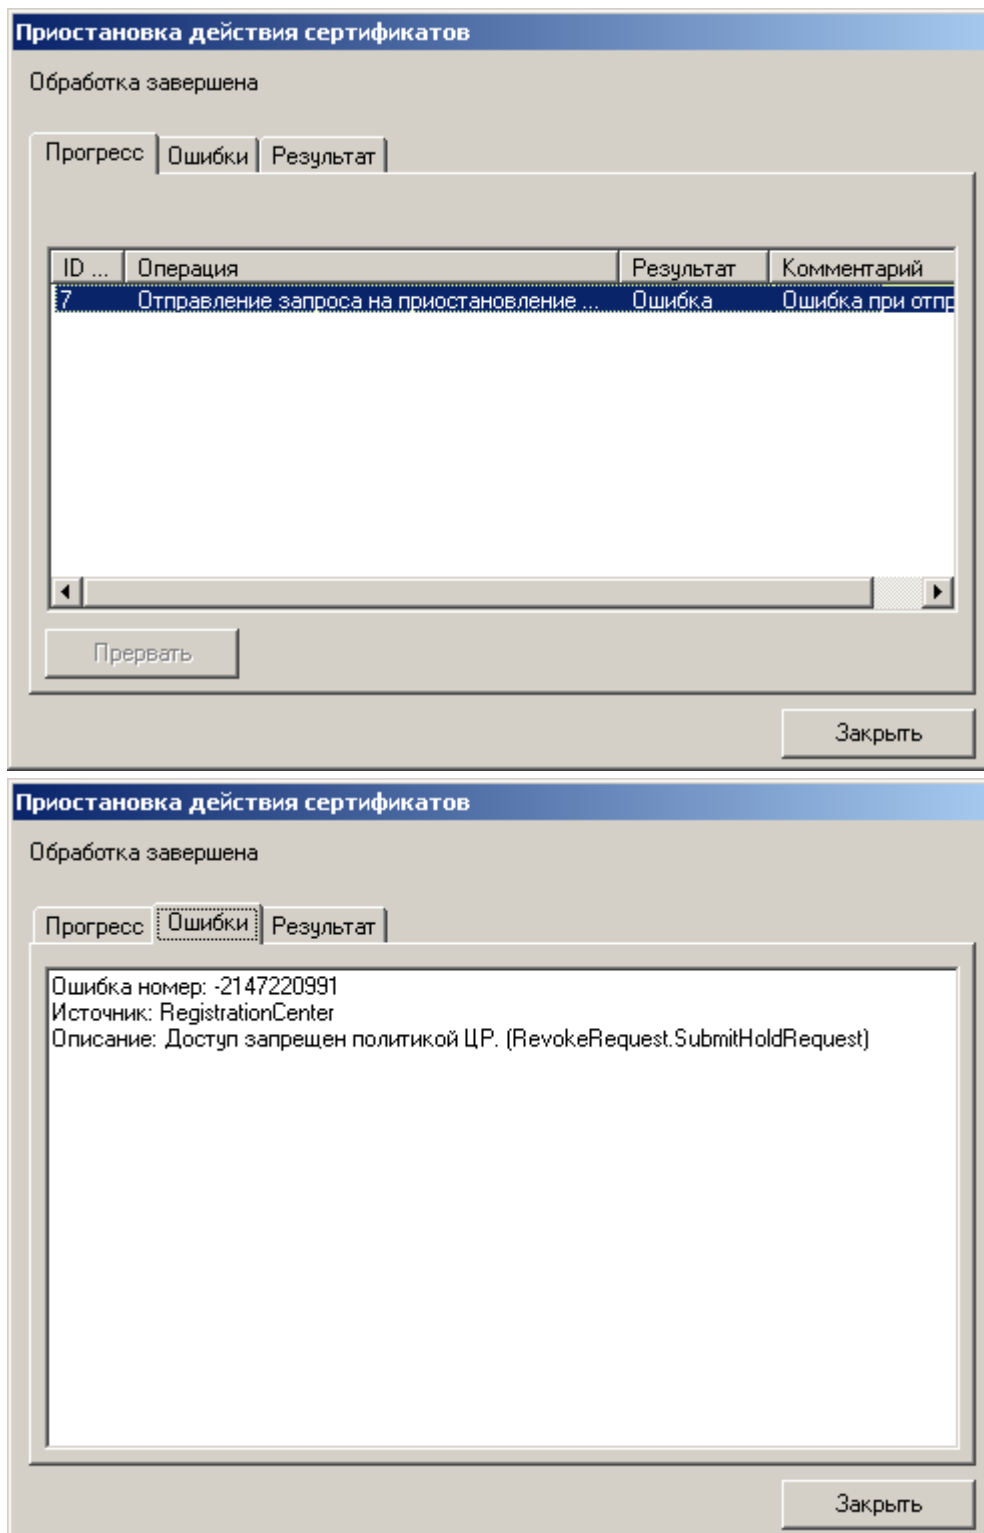 Приостановка действия сертификатов
Обработка завершена
Прогресс Ошибки Результат
ID ... Операция Результат Комментарий
7 Отправление запроса на приостановление ... Ошибка Ошибка при отпр
Прервать
Закрыть
Приостановка действия сертификатов
Обработка завершена
Прогресс Ошибки Результат
Ошибка номер: -2147220991
Источник: RegistrationCenter
Описание: Доступ запрещен политикой ЦР. (RevokeRequest.SubmitHoldRequest)
Закрыть